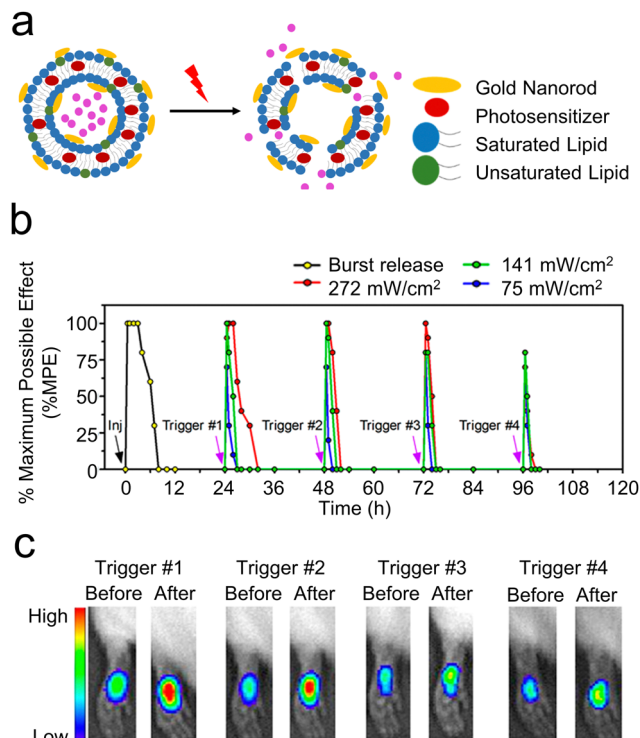 a
Gold Nanorod
Photosensitizer
Saturated Lipid
Unsaturated Lipid
b
Burst release
141 mW/cm²
272 mW/cm²
75 mW/cm²
% Maximum Possible Effect
(%MPE)
100
75
50
25
0
Inj
Trigger #1
Trigger #2
Trigger #3
Trigger #4
0 12 24 36 48 60 72 84 96 108 120
Time (h)
c
Trigger #1 Trigger #2 Trigger #3 Trigger #4
Before After Before After Before After Before After
High
Low